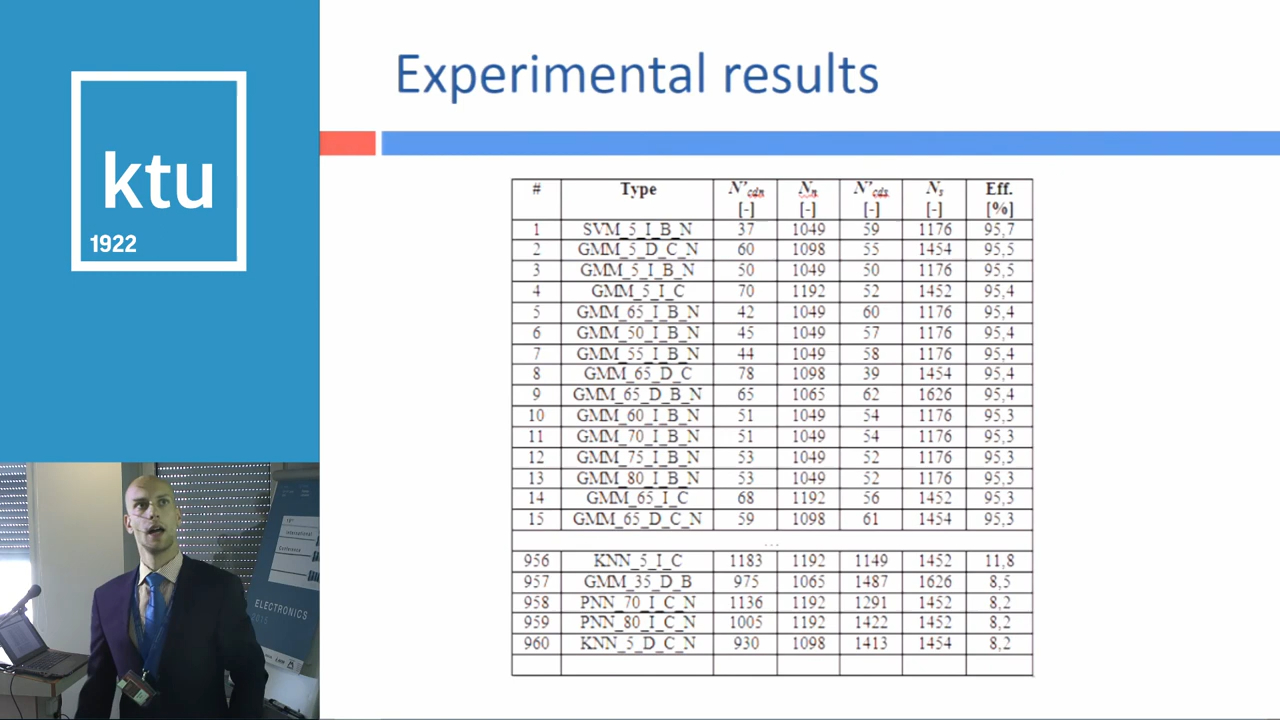 Experimental results
ktu
1922
# Type N'cdn Nn N'cds Ns Eff.
[-] [-] [-] [-] [%]
1 SVM_5_I_B_N 37 1049 59 1176 95,7
2 GMM_5_D_C_N 60 1098 55 1454 95,5
3 GMM_5_I_B_N 50 1049 50 1176 95,5
4 GMM_5_I_C 70 1192 52 1452 95,4
5 GMM_65_I_B_N 42 1049 60 1176 95,4
6 GMM_50_I_B_N 45 1049 57 1176 95,4
7 GMM_55_I_B_N 44 1049 58 1176 95,4
8 GMM_65_D_C 78 1098 39 1454 95,4
9 GMM_65_D_B_N 65 1065 62 1626 95,4
10 GMM_60_I_B_N 51 1049 54 1176 95,3
11 GMM_70_I_B_N 51 1049 54 1176 95,3
12 GMM_75_I_B_N 53 1049 52 1176 95,3
13 GMM_80_I_B_N 53 1049 52 1176 95,3
14 GMM_65_I_C 68 1192 56 1452 95,3
15 GMM_65_D_C_N 59 1098 61 1454 95,3
...
956 KNN_5_I_C 1183 1192 1149 1452 11,8
957 GMM_35_D_B 975 1065 1487 1626 8,5
958 PNN_70_I_C_N 1136 1192 1291 1452 8,2
959 PNN_80_I_C_N 1005 1192 1422 1452 8,2
960 KNN_5_D_C_N 930 1098 1413 1454 8,2
International
Conference
ELECTRONICS
2015